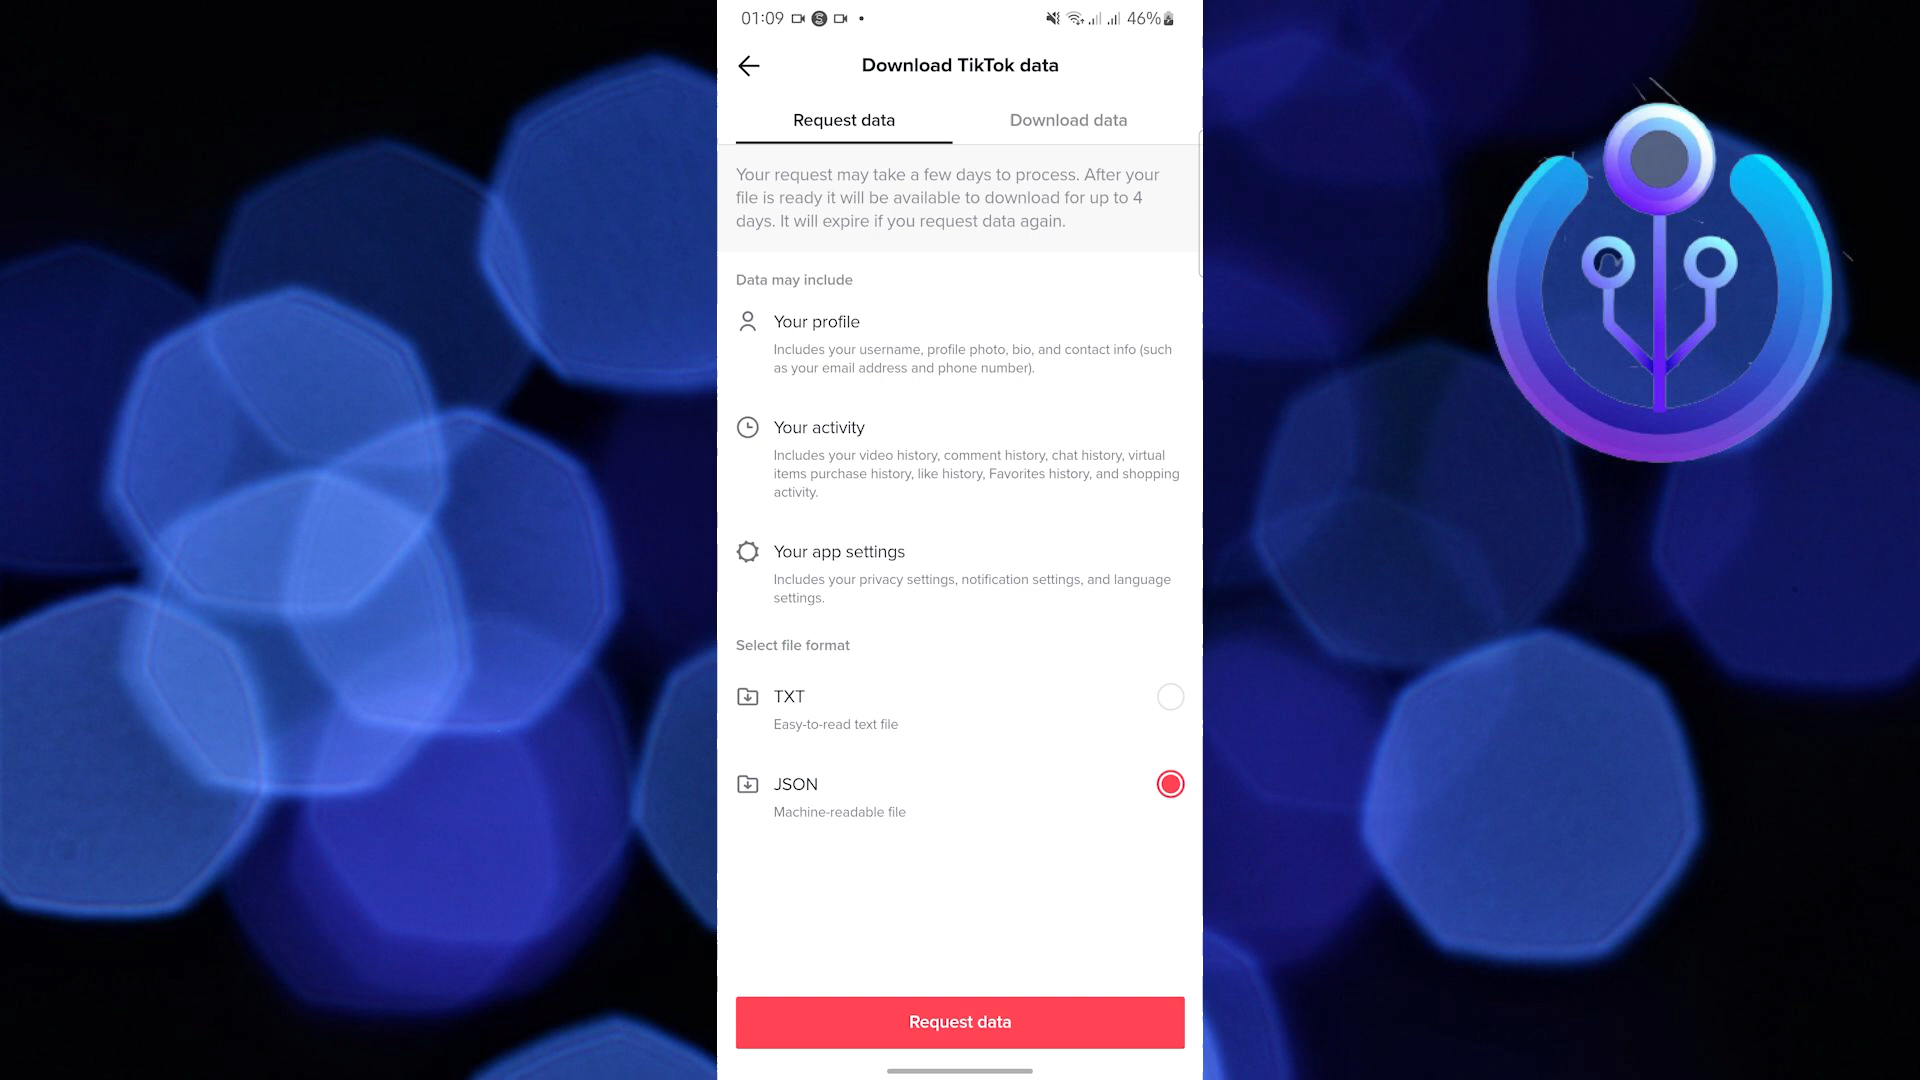 01:09
46%
Download TikTok data
Request data
Download data
Your request may take a few days to process. After your
file is ready it will be available to download for up to 4
days. It will expire if you request data again.
Data may include
Your profile
Includes your username, profile photo, bio, and contact info (such
as your email address and phone number).
Your activity
Includes your video history, comment history, chat history, virtual
items purchase history, like history, Favorites history, and shopping
activity.
Your app settings
Includes your privacy settings, notification settings, and language
settings.
Select file format
TXT
Easy-to-read text file
JSON
Machine-readable file
Request data